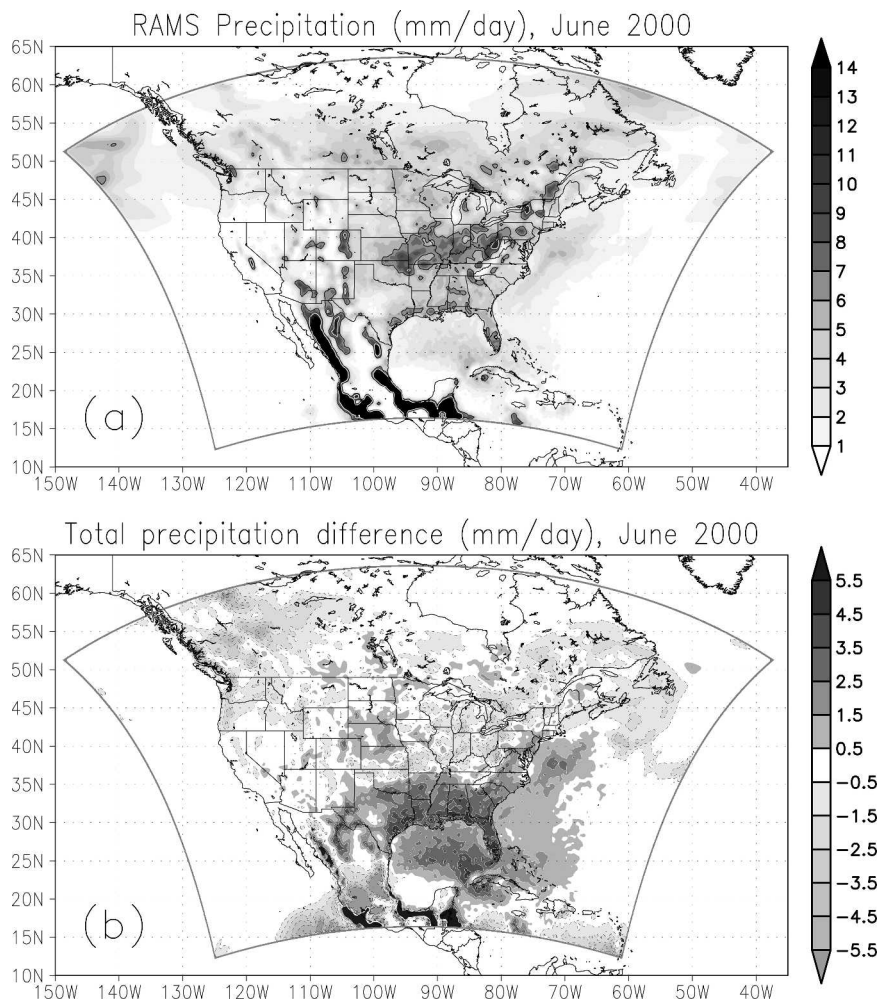 RAMS Precipitation (mm/day), June 2000
65N
60N
55N
50N
45N
40N
35N
30N
25N
20N
15N
10N
(a)
150W 140W 130W 120W 110W 100W 90W 80W 70W 60W 50W 40W
14
13
12
11
10
9
8
7
6
5
4
3
2
1
Total precipitation difference (mm/day), June 2000
65N
60N
55N
50N
45N
40N
35N
30N
25N
20N
15N
10N
(b)
150W 140W 130W 120W 110W 100W 90W 80W 70W 60W 50W 40W
5.5
4.5
3.5
2.5
1.5
0.5
-0.5
-1.5
-2.5
-3.5
-4.5
-5.5